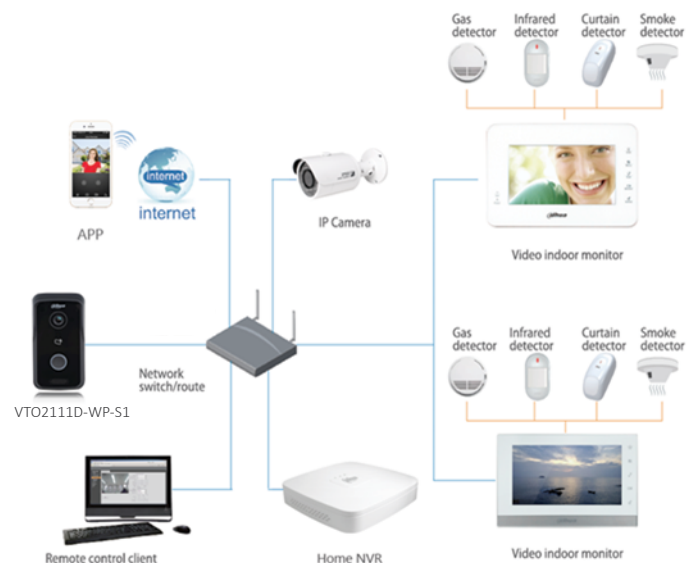 Gas
detector
Infrared
detector
Curtain
detector
Smoke
detector
internet
internet
APP
IP Camera
alhua
Video indoor monitor
Network
switch/route
VTO2111D-WP-S1
Gas
detector
Infrared
detector
Curtain
detector
Smoke
detector
Remote control client
Home NVR
Video indoor monitor